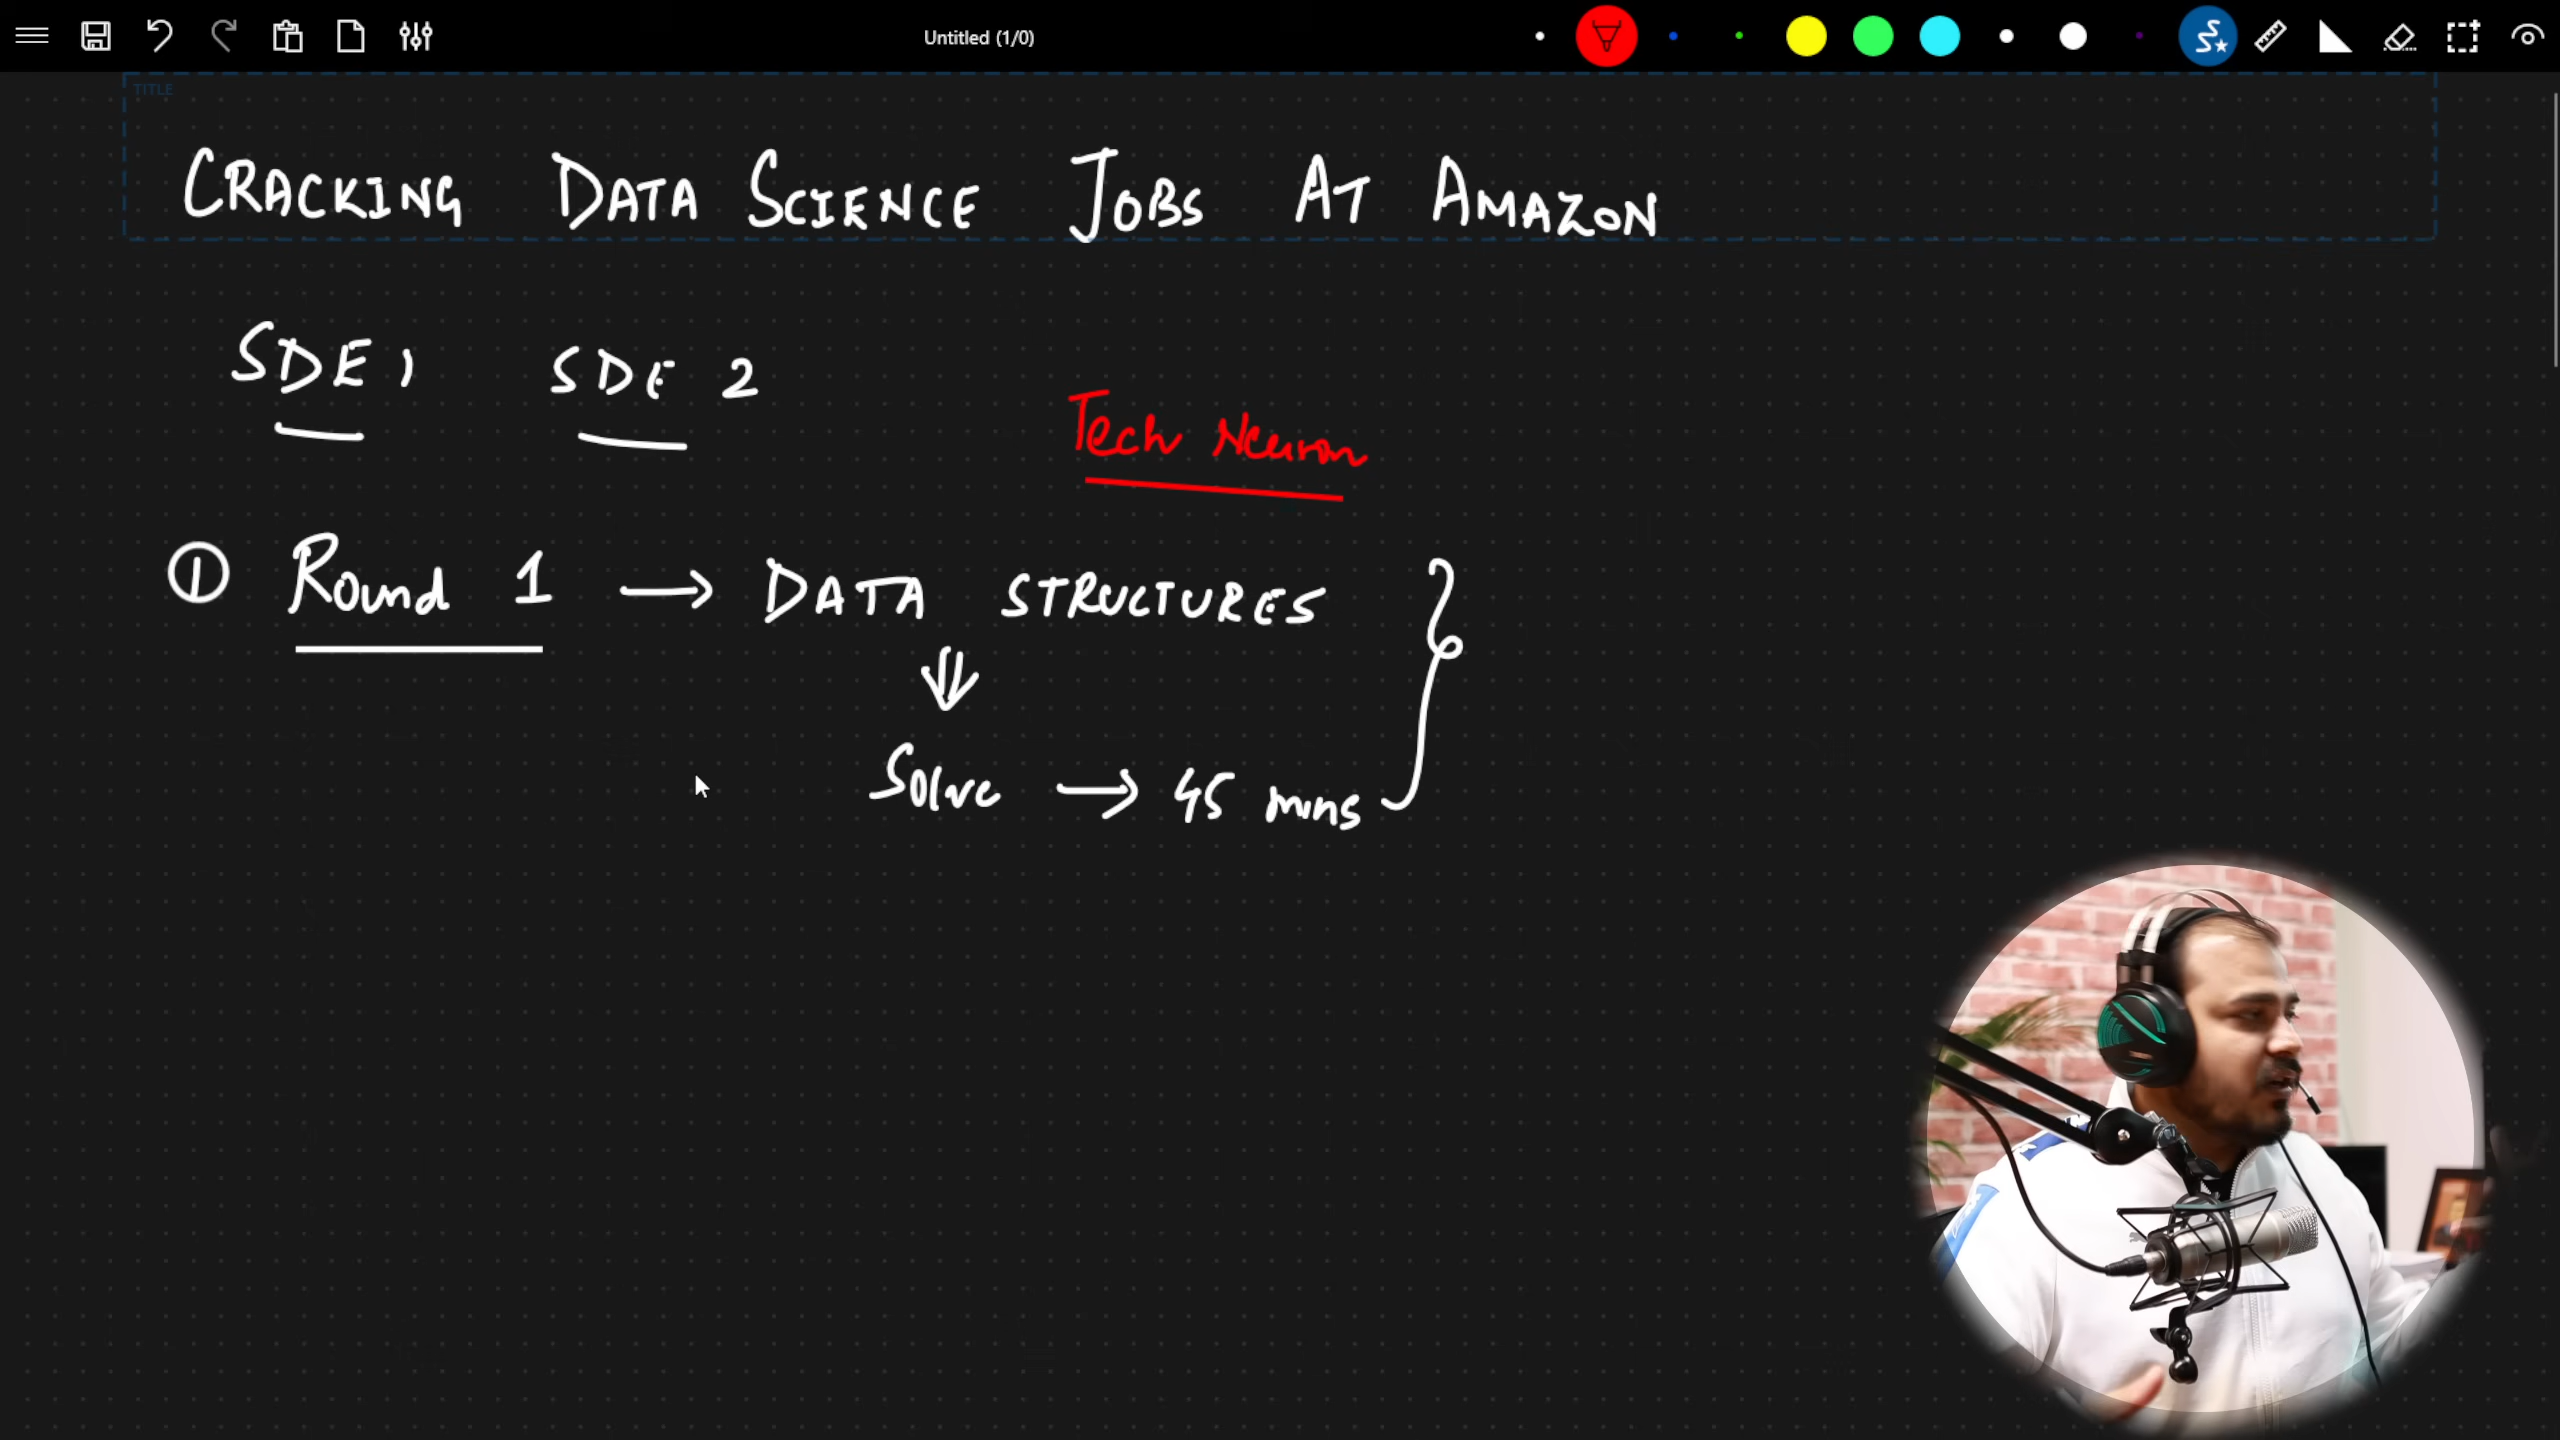 Untitled (1/0)
TITLE
CRACKING DATA SCIENCE JOBS AT AMAZON
SDE 1 SDE 2
Tech Neuron
① Round 1 → DATA STRUCTURES
⇓
Solve → 45 mins